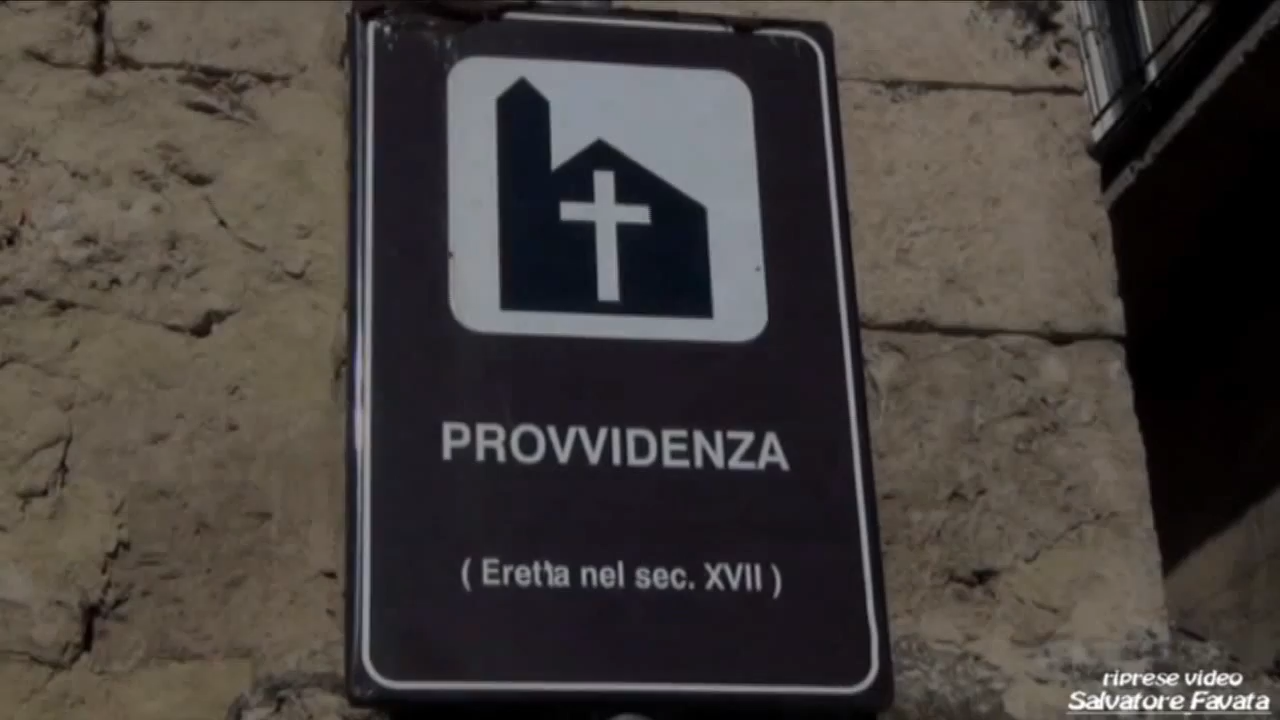 PROVVIDENZA
( Eretta nel sec. XVII )
riprese video
Salvatore Favata